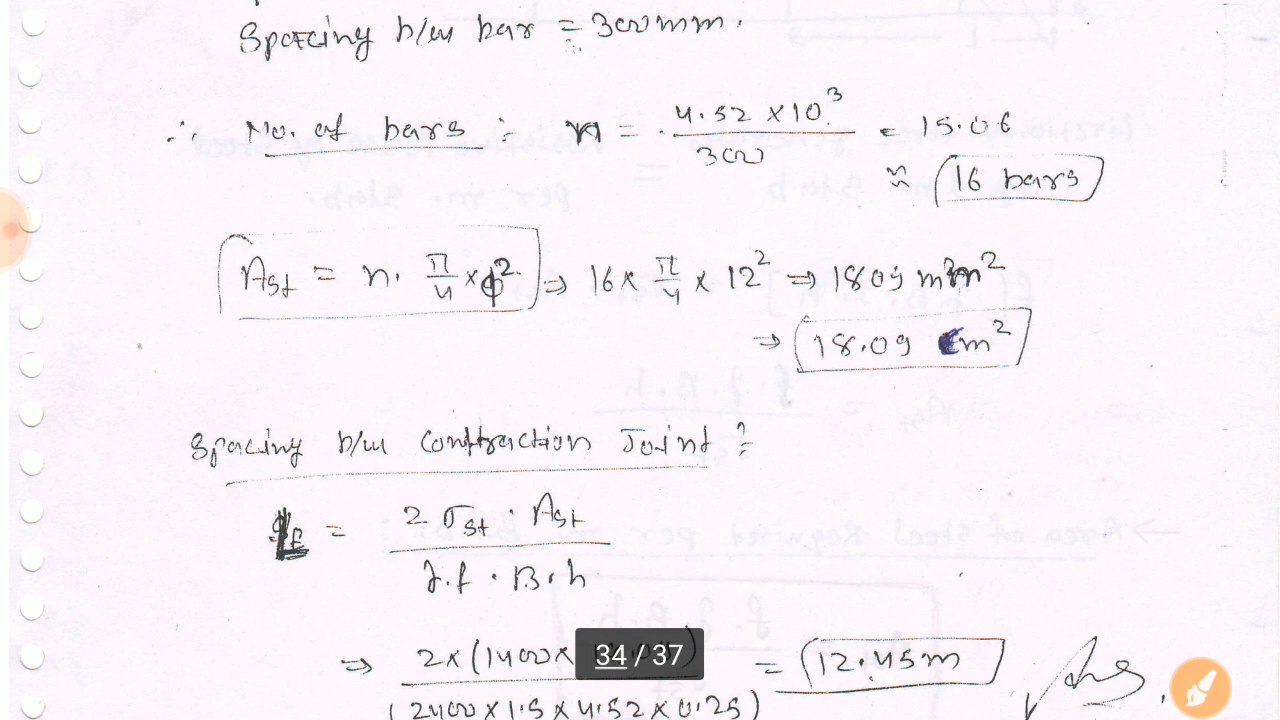 Spacing b/w bar = 300mm.
∴ No. of bars : n = 4.52 × 10³ / 300 = 15.06
≈ 16 bars
Ast = n. π/4 × ϕ² ⇒ 16 × π/4 × 12² ⇒ 1809 mm²
⇒ 18.09 cm²
Spacing b/w Contraction Joint :
= 2 σst . Ast / γ.f . B.h
⇒ 2 × (1400 × = 12.45m
(2400 × 1.5 × 4.52 × 0.25)
34 / 37
Ans.